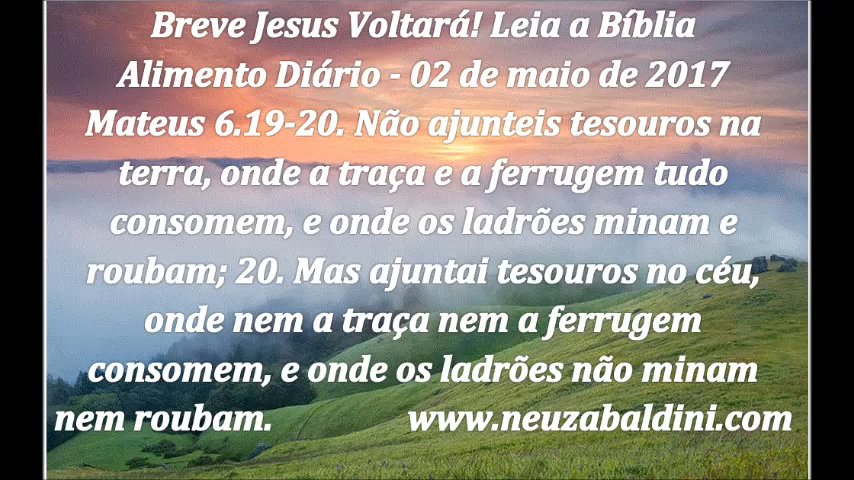 Breve Jesus Voltará! Leia a Bíblia
Alimento Diário - 02 de maio de 2017
Mateus 6.19-20. Não ajunteis tesouros na
terra, onde a traça e a ferrugem tudo
consomem, e onde os ladrões minam e
roubam; 20. Mas ajuntai tesouros no céu,
onde nem a traça nem a ferrugem
consomem, e onde os ladrões não minam
nem roubam. www.neuzabaldini.com